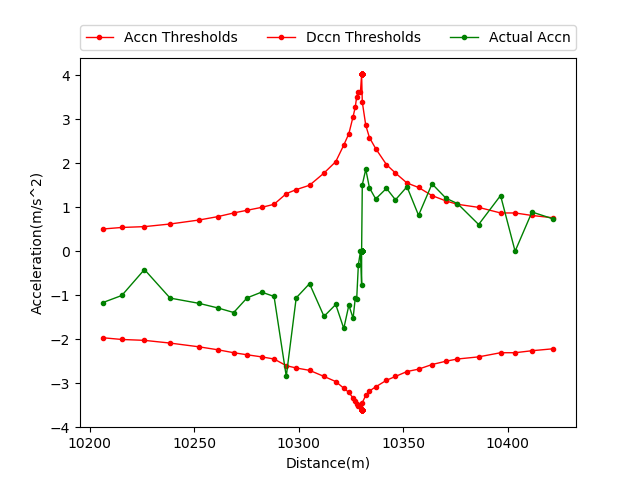 Accn Thresholds Dccn Thresholds Actual Accn
4
3
2
1
0
−1
−2
−3
−4
Acceleration(m/s^2)
10200 10250 10300 10350 10400
Distance(m)